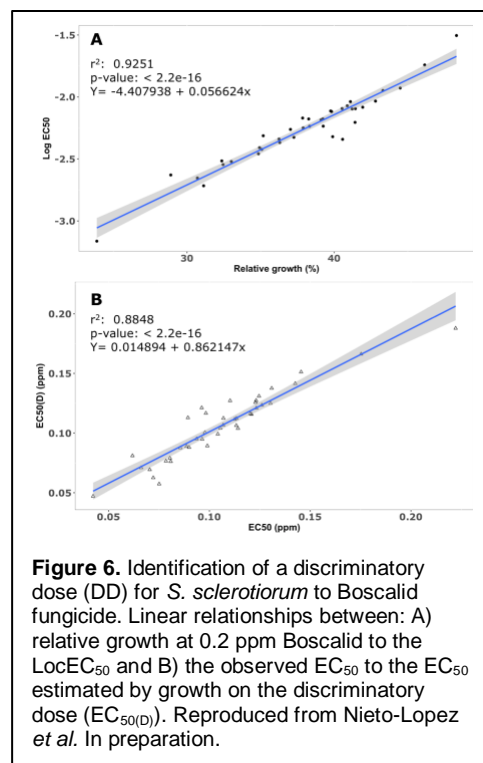 A
r²: 0.9251
p-value: < 2.2e-16
Y= -4.407938 + 0.056624x
Log EC50
-1.5
-2.0
-2.5
-3.0
30
40
Relative growth (%)
B
r²: 0.8848
p-value: < 2.2e-16
Y= 0.014894 + 0.862147x
EC50(D) (ppm)
0.20
0.15
0.10
0.05
0.05
0.10
0.15
0.20
EC50 (ppm)
Figure 6. Identification of a discriminatory
dose (DD) for S. sclerotiorum to Boscalid
fungicide. Linear relationships between: A)
relative growth at 0.2 ppm Boscalid to the
LocEC₅₀ and B) the observed EC₅₀ to the EC₅₀
estimated by growth on the discriminatory
dose (EC₅₀₍D₎). Reproduced from Nieto-Lopez
et al. In preparation.